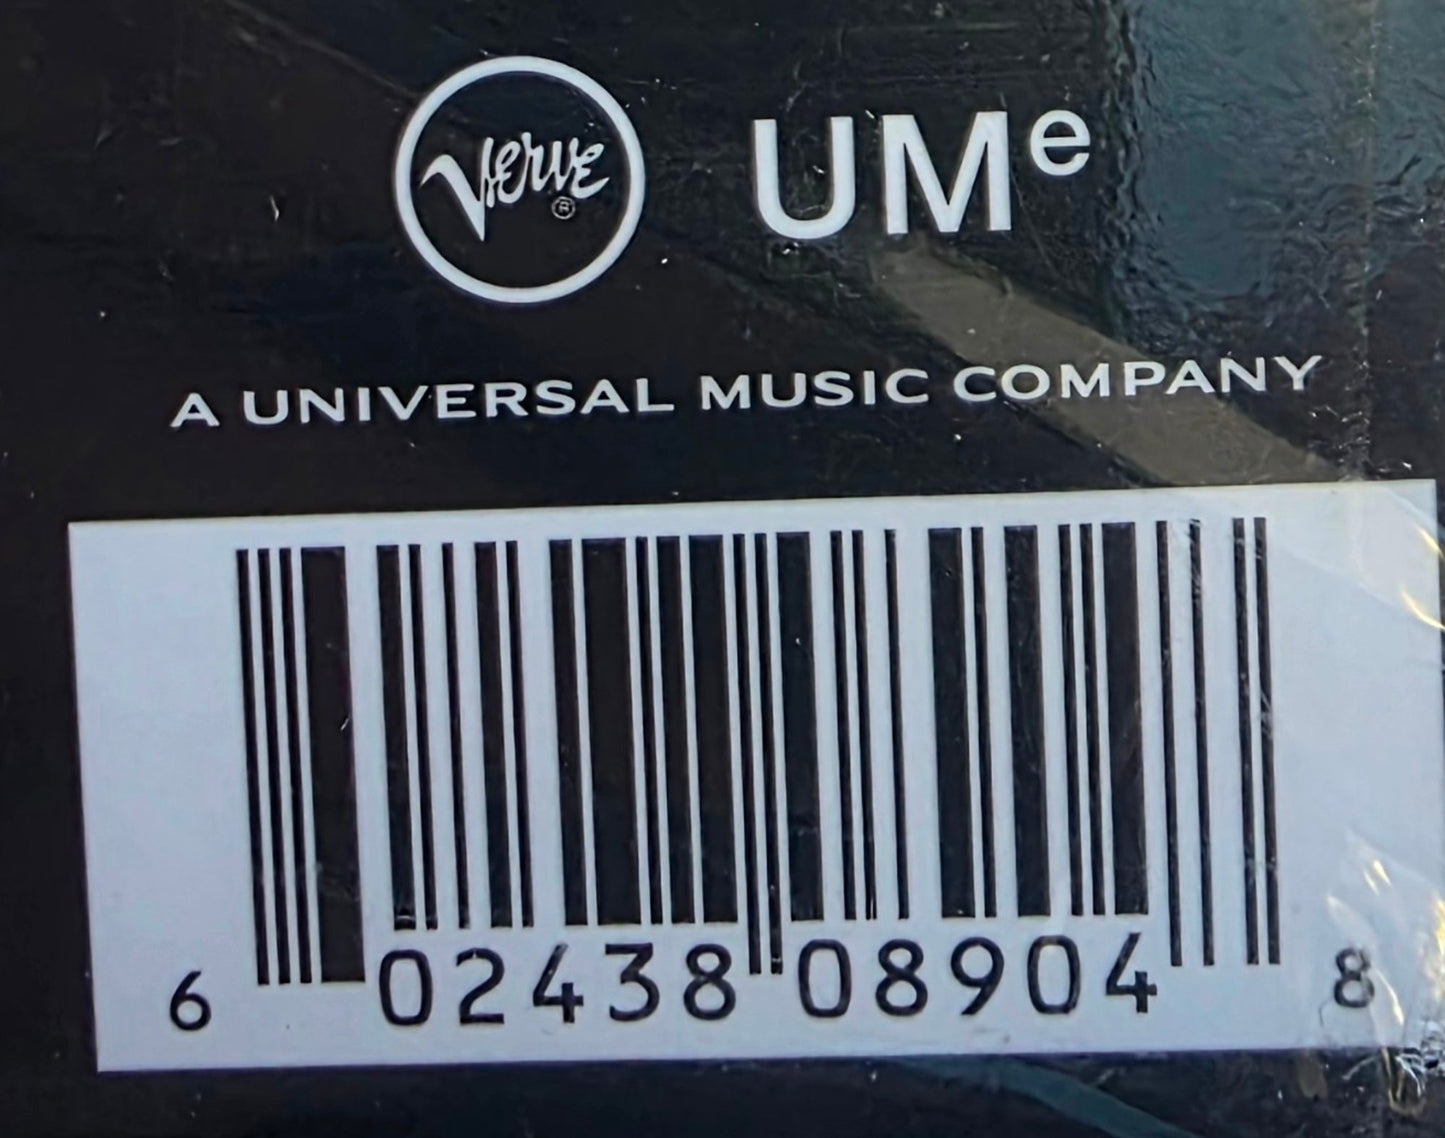 Verve ®
UMe
A UNIVERSAL MUSIC COMPANY
6 02438 08904 8